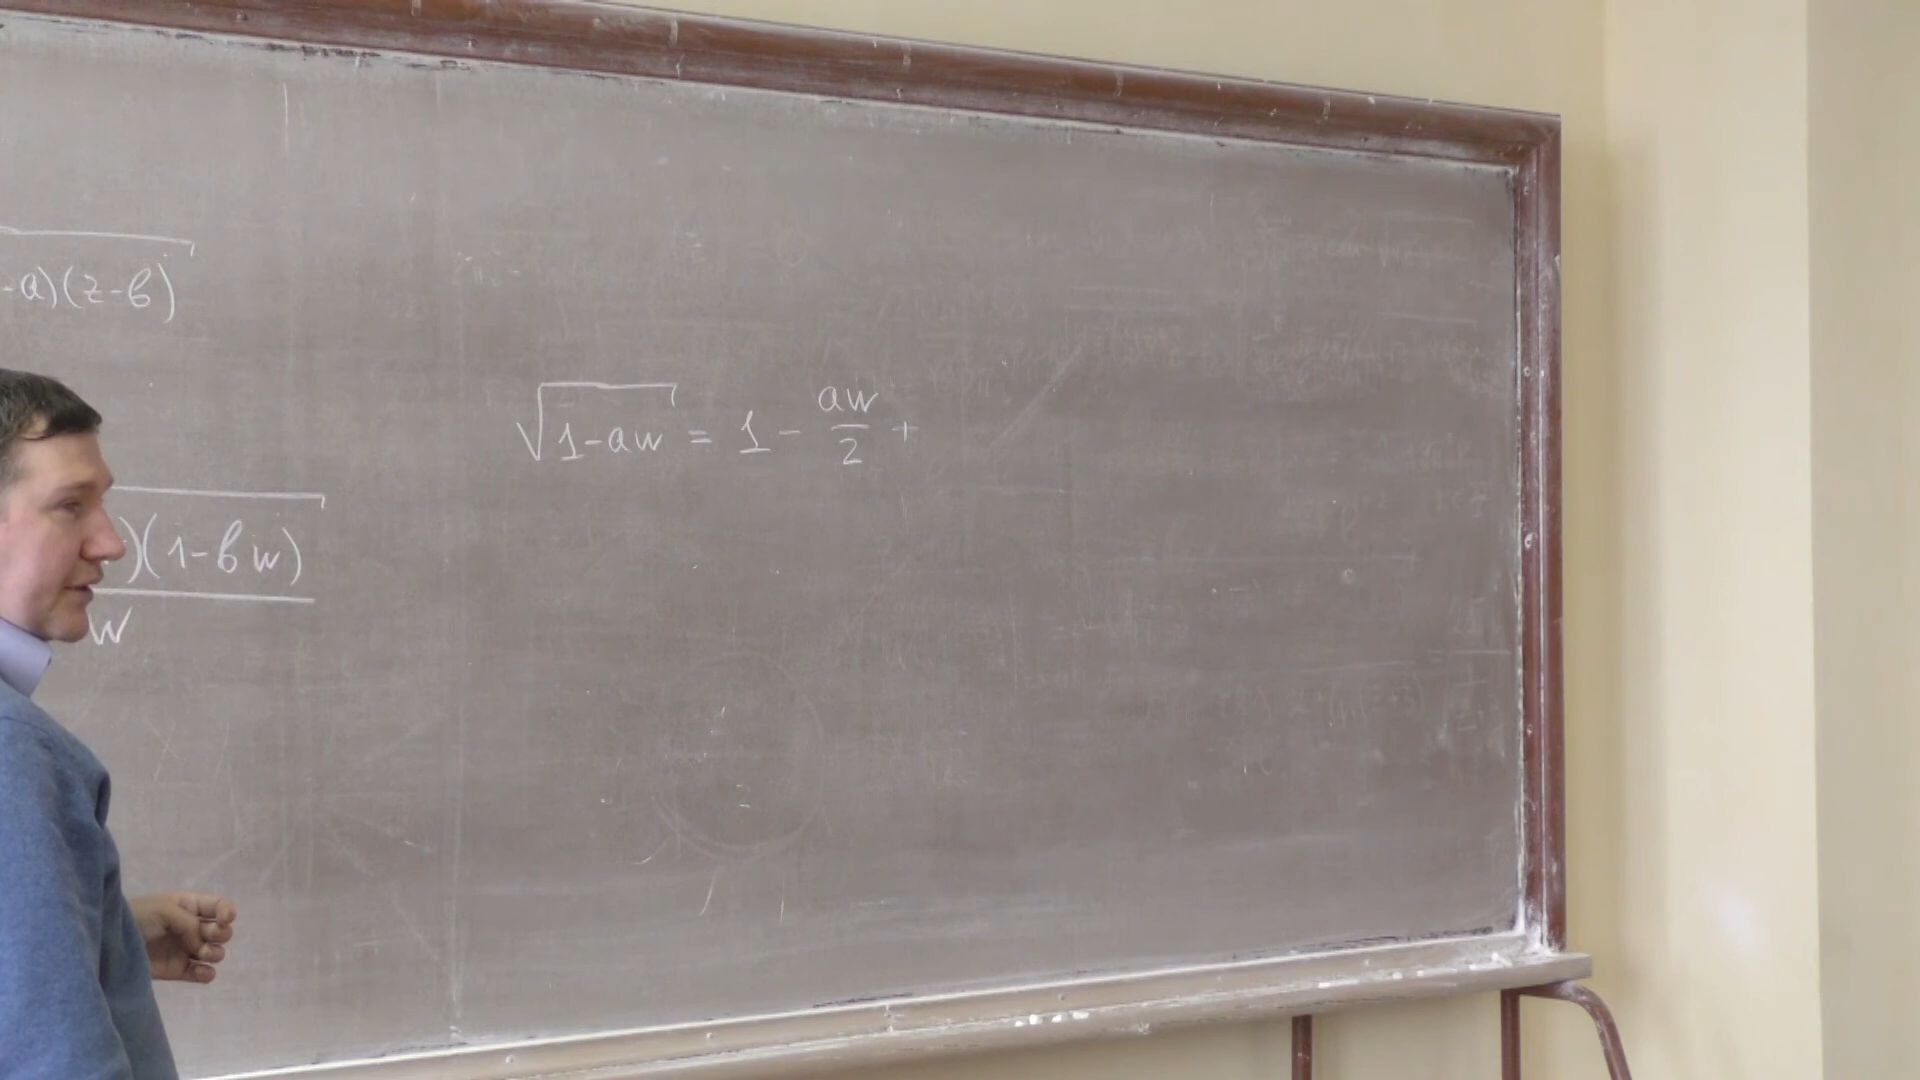 -a)(z-b)
√(1-aw) = 1 - aw/2 +
)(1-bw)
w